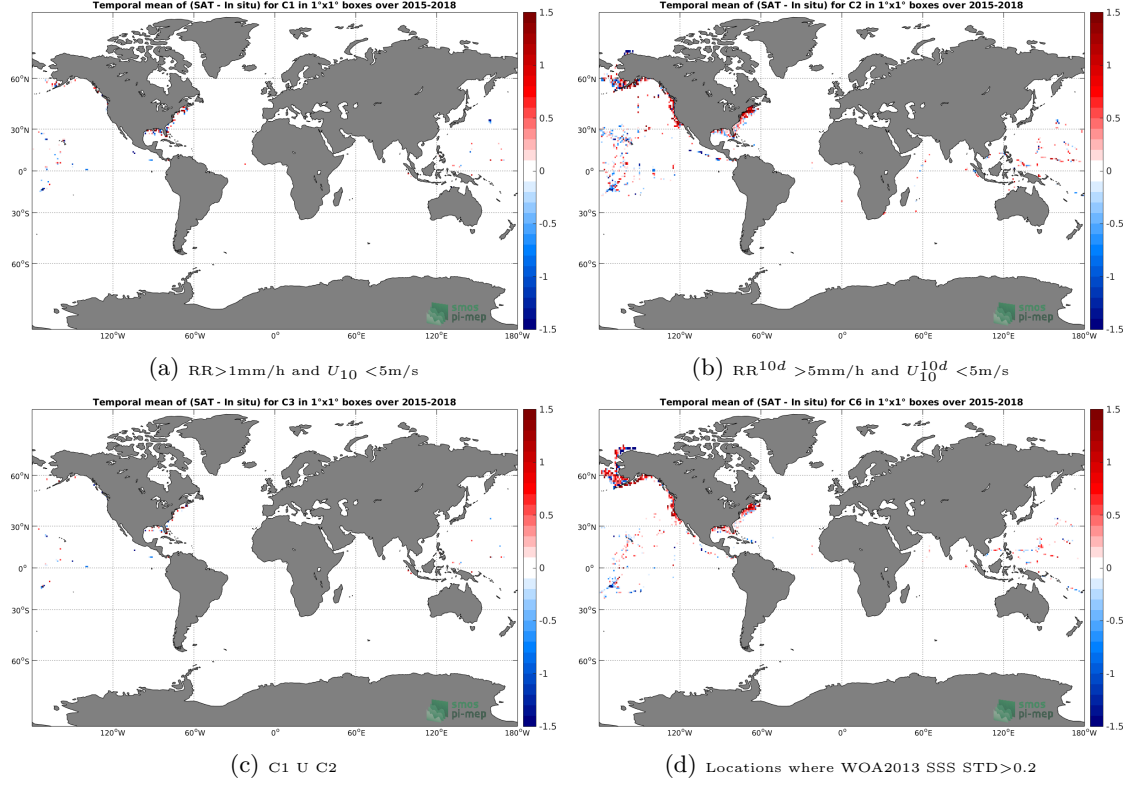 Temporal mean of (SAT - In situ) for C1 in 1°x1° boxes over 2015-2018
60°N
30°N
0°
30°S
60°S
120°W
60°W
0°
60°E
120°E
180°W
1.5
1
0.5
0
-0.5
-1
-1.5
smos
pi-mep
(a) RR>1mm/h and U10 <5m/s
Temporal mean of (SAT - In situ) for C2 in 1°x1° boxes over 2015-2018
60°N
30°N
0°
30°S
60°S
120°W
60°W
0°
60°E
120°E
180°W
1.5
1
0.5
0
-0.5
-1
-1.5
smos
pi-mep
(b) RR10d >5mm/h and U10 10d <5m/s
Temporal mean of (SAT - In situ) for C3 in 1°x1° boxes over 2015-2018
60°N
30°N
0°
30°S
60°S
120°W
60°W
0°
60°E
120°E
180°W
1.5
1
0.5
0
-0.5
-1
-1.5
smos
pi-mep
(c) C1 U C2
Temporal mean of (SAT - In situ) for C6 in 1°x1° boxes over 2015-2018
60°N
30°N
0°
30°S
60°S
120°W
60°W
0°
60°E
120°E
180°W
1.5
1
0.5
0
-0.5
-1
-1.5
smos
pi-mep
(d) Locations where WOA2013 SSS STD>0.2